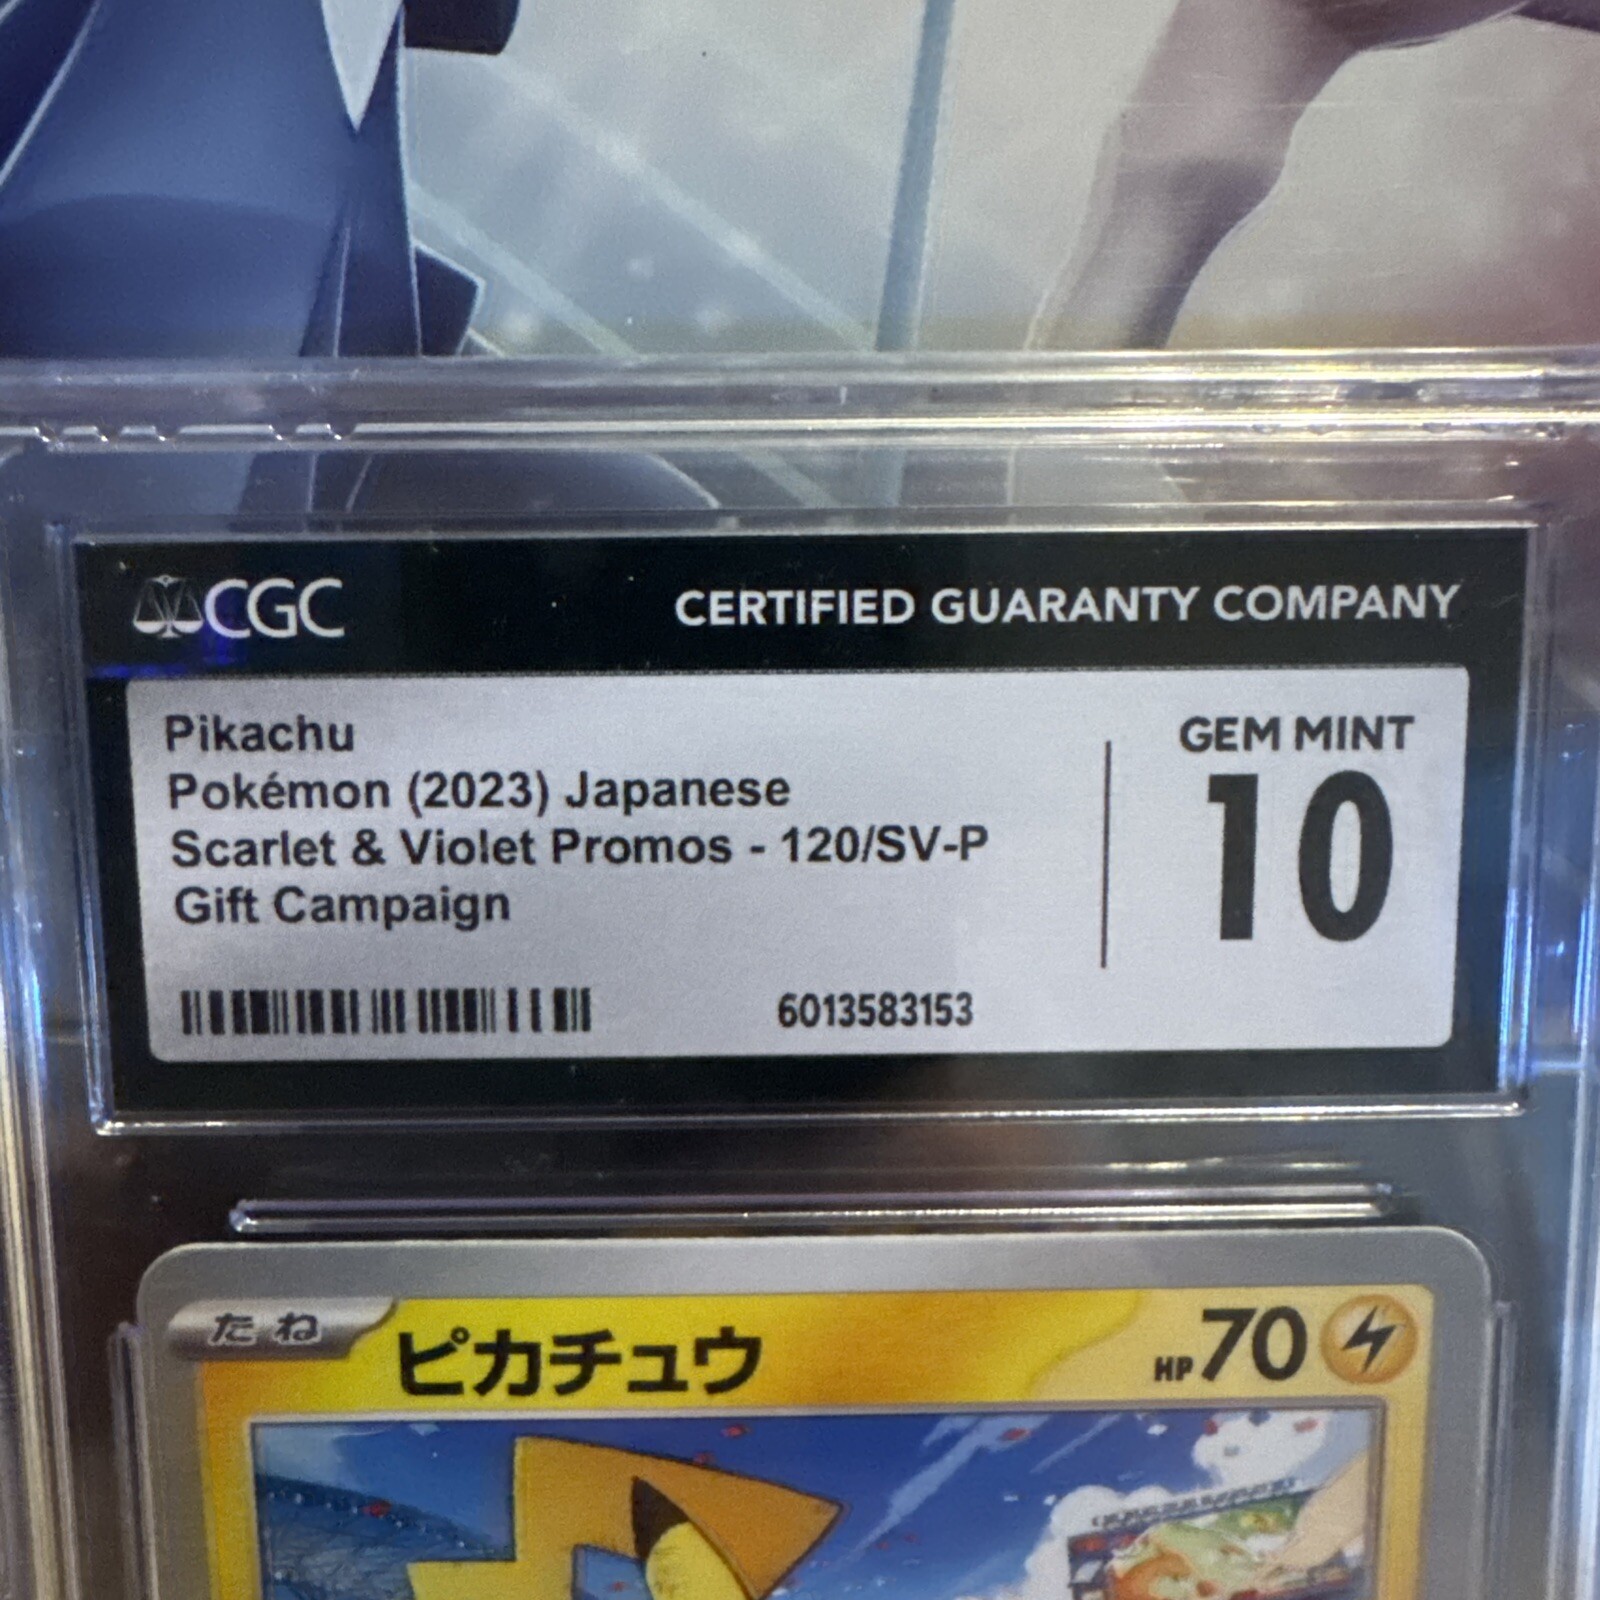 CGC
CERTIFIED GUARANTY COMPANY
Pikachu
Pokémon (2023) Japanese
Scarlet & Violet Promos - 120/SV-P
Gift Campaign
GEM MINT
10
6013583153
たね
ピカチュウ
HP70